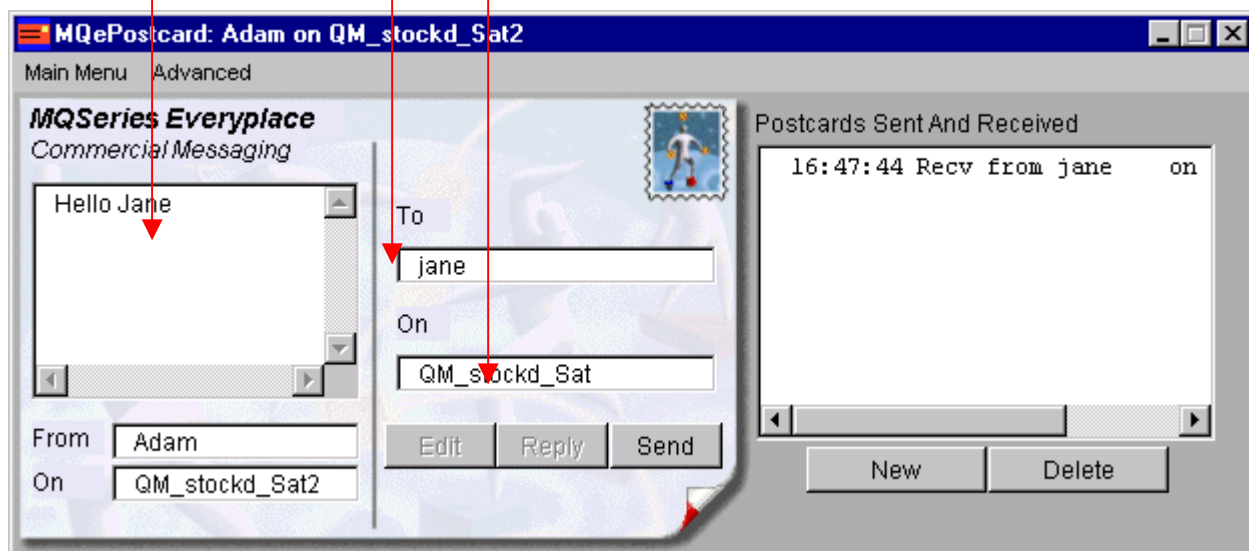 MQePostcard: Adam on QM_stockd_Sat2
Main Menu Advanced
MQSeries Everyplace
Commercial Messaging
Hello Jane
From Adam
On QM_stockd_Sat2
To
jane
On
QM_stockd_Sat
Edit Reply Send
Postcards Sent And Received
16:47:44 Recv from jane on
New Delete